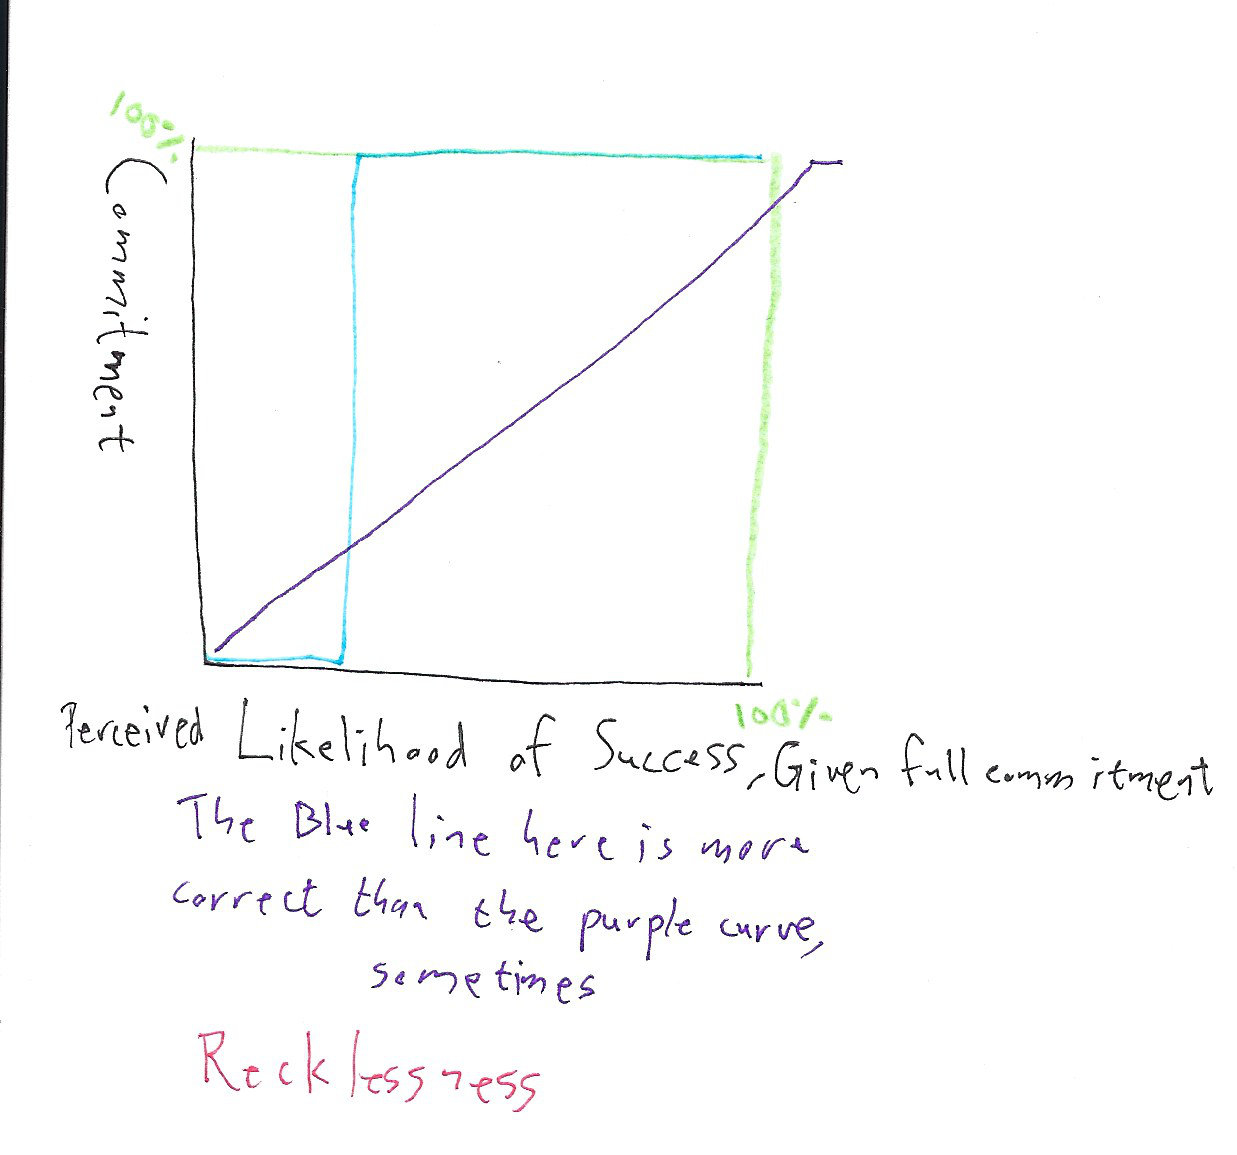 100%
Commitment
100%
Perceived Likelihood of Success, Given full commitment
The Blue line here is more
correct than the purple curve,
sometimes
Recklessness